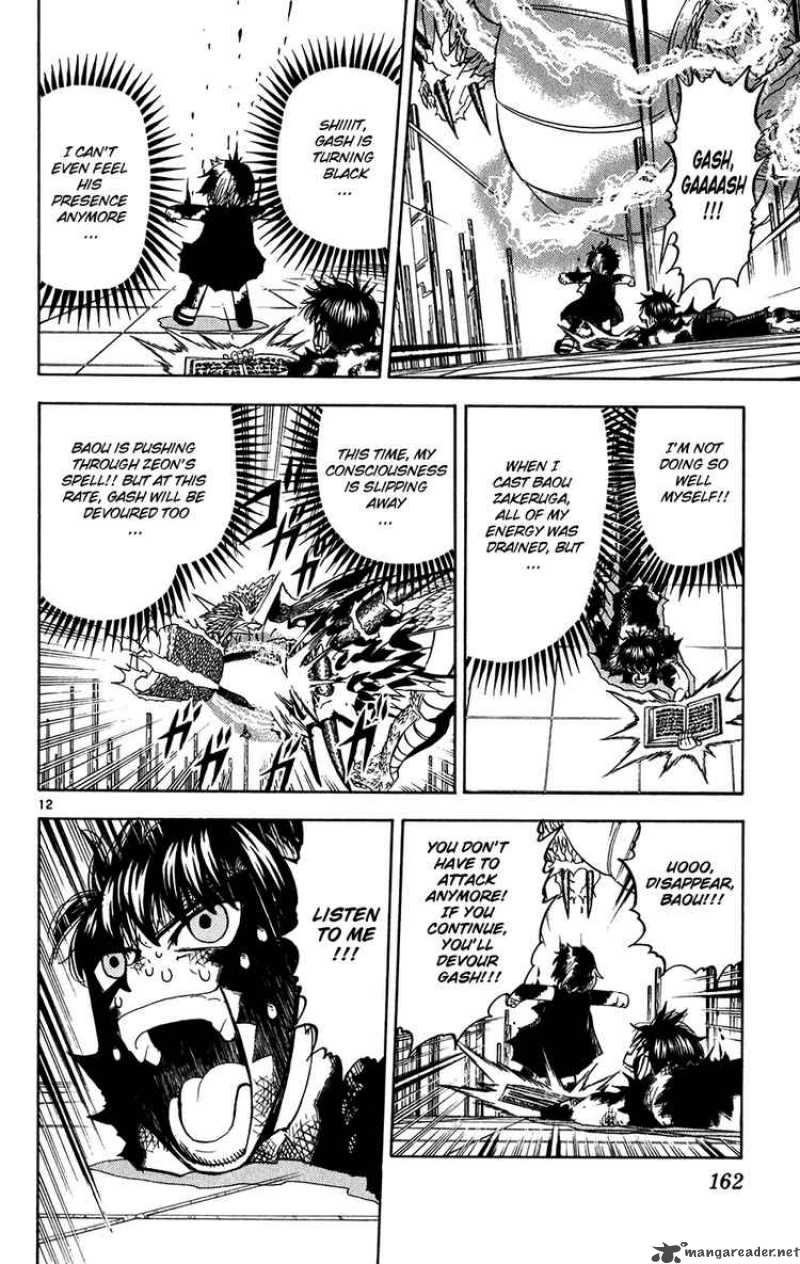 GASH,
GAAAASH
!!!
SHIIIIT,
GASH IS
TURNING
BLACK
...
I CAN'T
EVEN FEEL
HIS
PRESENCE
ANYMORE
...
I'M NOT
DOING SO
WELL
MYSELF!!
WHEN I
CAST BAOU
ZAKERUGA,
ALL OF MY
ENERGY WAS
DRAINED, BUT
...
THIS TIME, MY
CONSCIOUSNESS
IS SLIPPING
AWAY
...
BAOU IS PUSHING
THROUGH ZEON'S
SPELL!! BUT AT THIS
RATE, GASH WILL BE
DEVOURED TOO
...
12
UOOO,
DISAPPEAR,
BAOU!!!
YOU DON'T
HAVE TO
ATTACK
ANYMORE!
IF YOU
CONTINUE,
YOU'LL
DEVOUR
GASH!!!
LISTEN
TO ME
!!!
162
mangareader.net